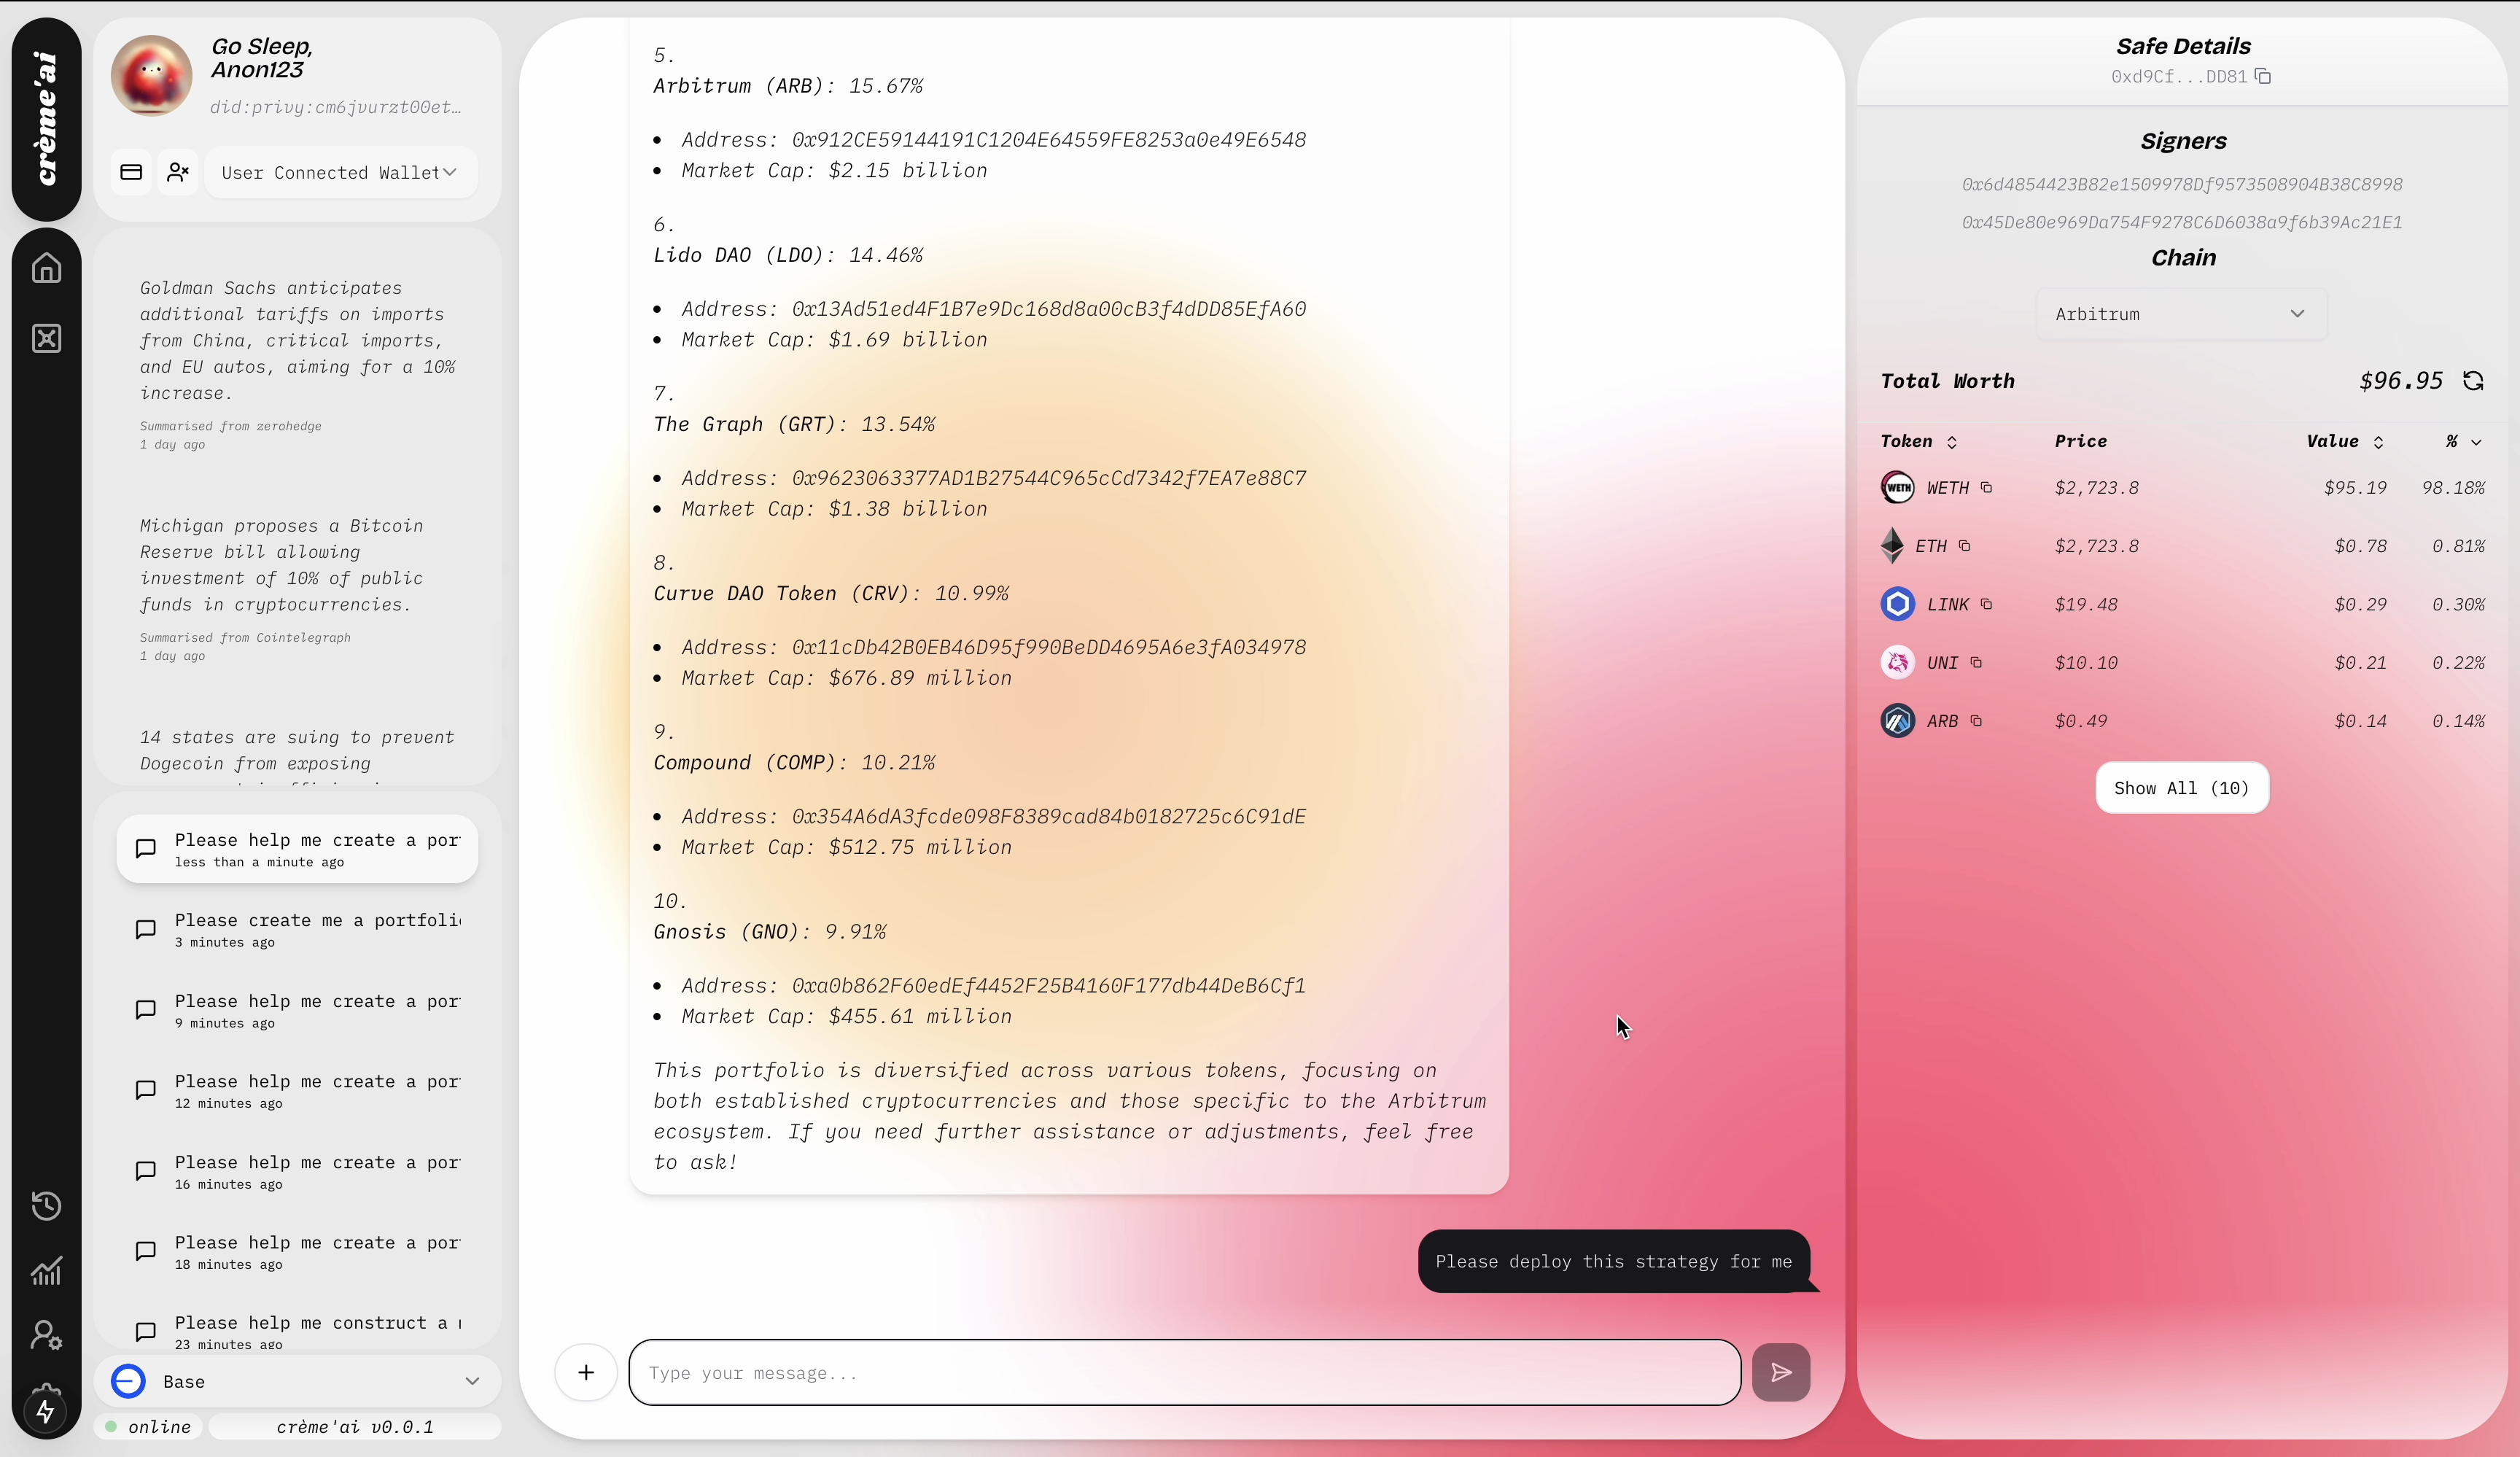 crème'ai
Go Sleep,
Anon123
did:privy:cm6jvurzt00et…
User Connected Wallet
Goldman Sachs anticipates
additional tariffs on imports
from China, critical imports,
and EU autos, aiming for a 10%
increase.
Summarised from zerohedge
1 day ago
Michigan proposes a Bitcoin
Reserve bill allowing
investment of 10% of public
funds in cryptocurrencies.
Summarised from Cointelegraph
1 day ago
14 states are suing to prevent
Dogecoin from exposing
Please help me create a por
less than a minute ago
Please create me a portfolio
3 minutes ago
Please help me create a por
9 minutes ago
Please help me create a por
12 minutes ago
Please help me create a por
16 minutes ago
Please help me create a por
18 minutes ago
Please help me construct a
23 minutes ago
Base
online
crème'ai v0.0.1
5.
Arbitrum (ARB): 15.67%
• Address: 0x912CE59144191C1204E64559FE8253a0e49E6548
• Market Cap: $2.15 billion
6.
Lido DAO (LDO): 14.46%
• Address: 0x13Ad51ed4F1B7e9Dc168d8a00cB3f4dDD85EfA60
• Market Cap: $1.69 billion
7.
The Graph (GRT): 13.54%
• Address: 0x9623063377AD1B27544C965cCd7342f7EA7e88C7
• Market Cap: $1.38 billion
8.
Curve DAO Token (CRV): 10.99%
• Address: 0x11cDb42B0EB46D95f990BeDD4695A6e3fA034978
• Market Cap: $676.89 million
9.
Compound (COMP): 10.21%
• Address: 0x354A6dA3fcde098F8389cad84b0182725c6C91dE
• Market Cap: $512.75 million
10.
Gnosis (GNO): 9.91%
• Address: 0xa0b862F60edEf4452F25B4160F177db44DeB6Cf1
• Market Cap: $455.61 million
This portfolio is diversified across various tokens, focusing on
both established cryptocurrencies and those specific to the Arbitrum
ecosystem. If you need further assistance or adjustments, feel free
to ask!
Please deploy this strategy for me
Type your message...
Safe Details
0xd9Cf...DD81
Signers
0x6d4854423B82e1509978Df9573508904B38C8998
0x45De80e969Da754F9278C6D6038a9f6b39Ac21E1
Chain
Arbitrum
Total Worth $96.95
Token Price Value %
WETH $2,723.8 $95.19 98.18%
ETH $2,723.8 $0.78 0.81%
LINK $19.48 $0.29 0.30%
UNI $10.10 $0.21 0.22%
ARB $0.49 $0.14 0.14%
Show All (10)